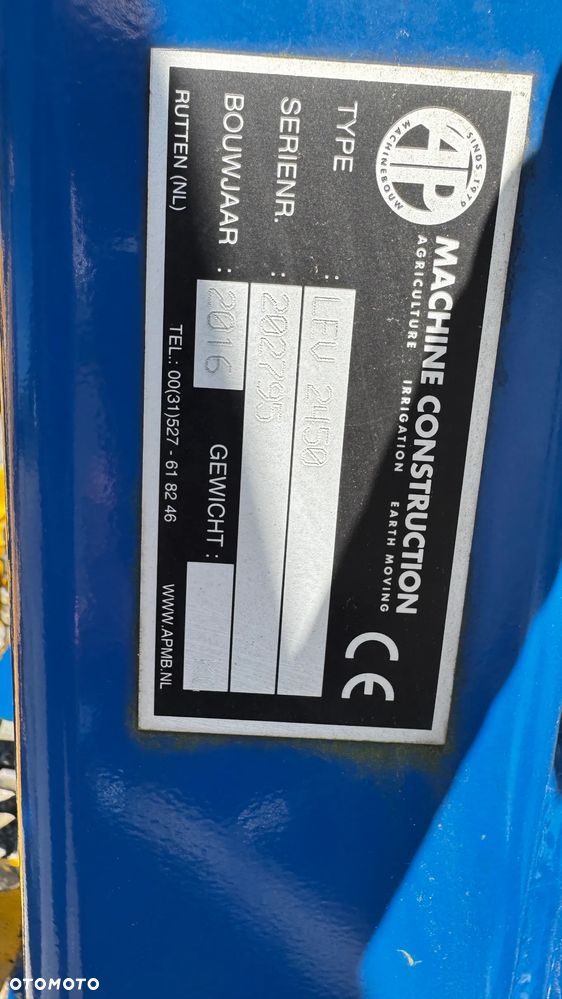 SINDS-1979
AP
MACHINEBOUW
MACHINE CONSTRUCTION
AGRICULTURE IRRIGATION EARTH MOVING
TYPE : LFV 2450
SERIENR. : 202795
BOUWJAAR : 2016 GEWICHT :
RUTTEN (NL) TEL.: 00(31)527 - 61 82 46 WWW.APMB.NL
CE
OTOMOTO